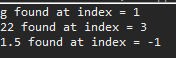 g found at index = 1
22 found at index = 3
1.5 found at index = -1